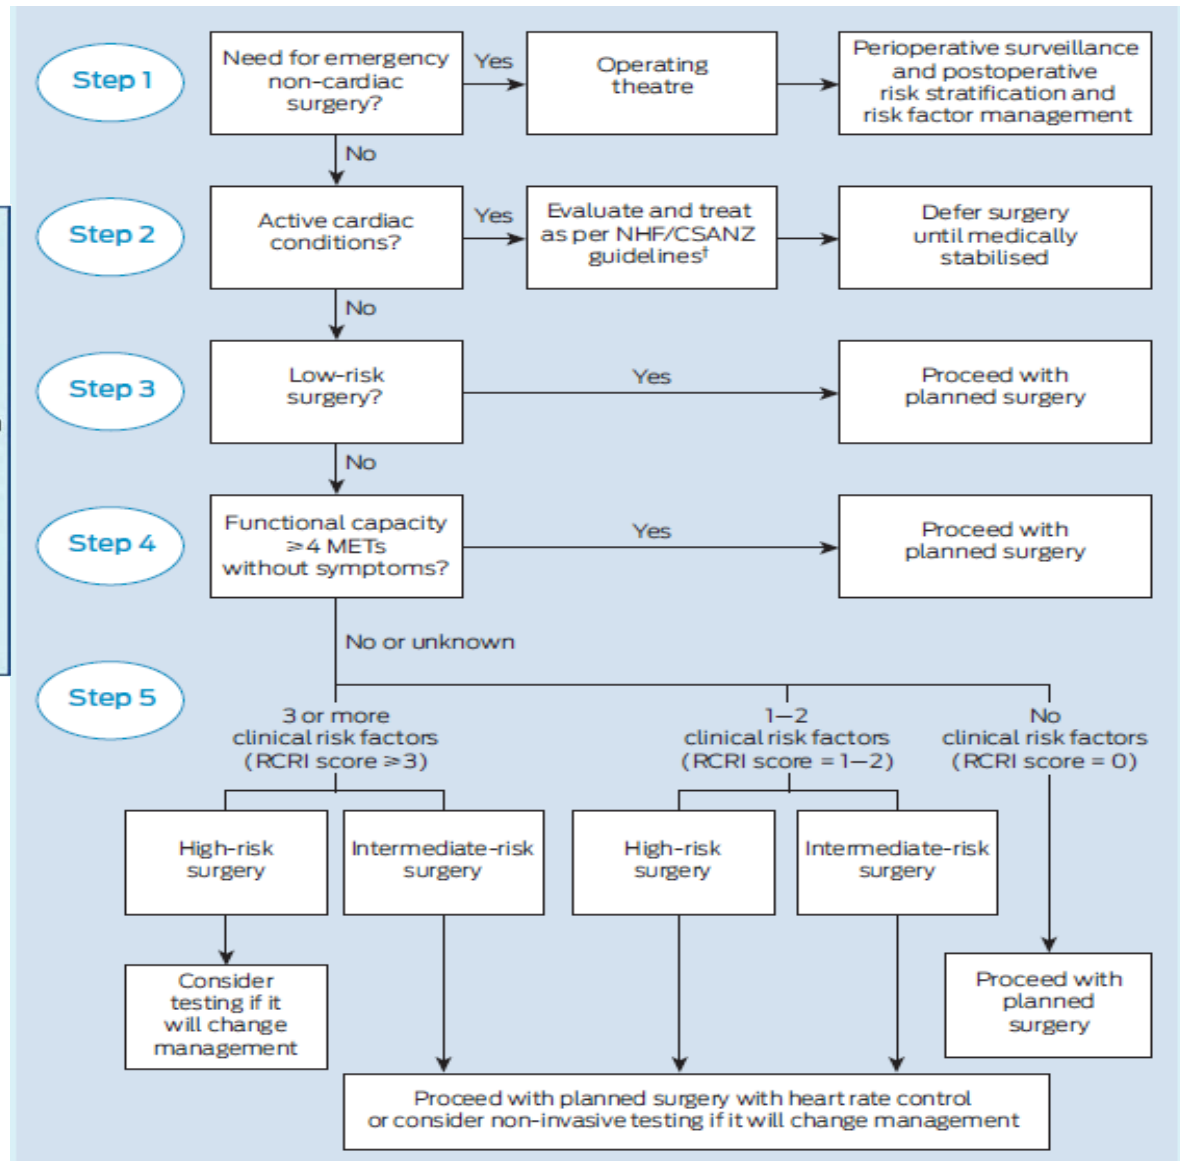 Step 1
Need for emergency
non-cardiac
surgery?
Yes
Operating
theatre
Perioperative surveillance
and postoperative
risk stratification and
risk factor management
No
Step 2
Active cardiac
conditions?
Yes
Evaluate and treat
as per NHF/CSANZ
guidelines†
Defer surgery
until medically
stabilised
No
Step 3
Low-risk
surgery?
Yes
Proceed with
planned surgery
No
Step 4
Functional capacity
⩾4 METs
without symptoms?
Yes
Proceed with
planned surgery
No or unknown
Step 5
3 or more
clinical risk factors
(RCRI score ⩾3)
1–2
clinical risk factors
(RCRI score = 1–2)
No
clinical risk factors
(RCRI score = 0)
High-risk
surgery
Intermediate-risk
surgery
High-risk
surgery
Intermediate-risk
surgery
Consider
testing if it
will change
management
Proceed with
planned
surgery
Proceed with planned surgery with heart rate control
or consider non-invasive testing if it will change management